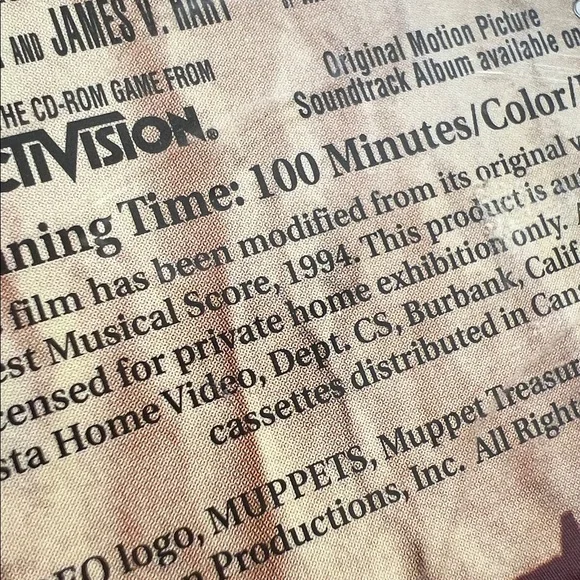 AND JAMES V. HART
Original Motion Picture
THE CD-ROM GAME FROM
Soundtrack Album available on
CTIVISION®
ning Time: 100 Minutes/Color/
film has been modified from its original v
est Musical Score, 1994. This product is aut
censed for private home exhibition only.
sta Home Video, Dept. CS, Burbank, Calif
cassettes distributed in Can
EO logo, MUPPETS, Muppet Treasur
n Productions, Inc. All Right